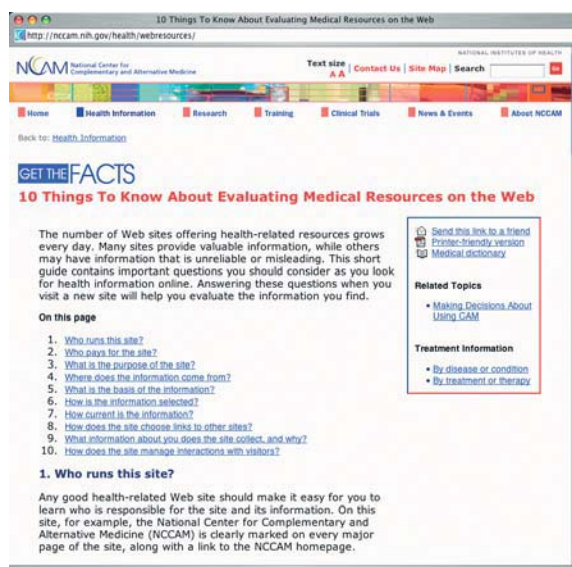 10 Things To Know About Evaluating Medical Resources on the Web
http://nccam.nih.gov/health/webresources/
NATIONAL INSTITUTES OF HEALTH
NCCAM National Center for Complementary and Alternative Medicine
Text size A A | Contact Us | Site Map | Search Go
Home Health Information Research Training Clinical Trials News & Events About NCCAM
Back to: Health Information
GET THE FACTS
10 Things To Know About Evaluating Medical Resources on the Web
The number of Web sites offering health-related resources grows
every day. Many sites provide valuable information, while others
may have information that is unreliable or misleading. This short
guide contains important questions you should consider as you look
for health information online. Answering these questions when you
visit a new site will help you evaluate the information you find.
On this page
1. Who runs this site?
2. Who pays for the site?
3. What is the purpose of the site?
4. Where does the information come from?
5. What is the basis of the information?
6. How is the information selected?
7. How current is the information?
8. How does the site choose links to other sites?
9. What information about you does the site collect, and why?
10. How does the site manage interactions with visitors?
1. Who runs this site?
Any good health-related Web site should make it easy for you to
learn who is responsible for the site and its information. On this
site, for example, the National Center for Complementary and
Alternative Medicine (NCCAM) is clearly marked on every major
page of the site, along with a link to the NCCAM homepage.
Send this link to a friend
Printer-friendly version
Medical dictionary
Related Topics
• Making Decisions About
Using CAM
Treatment Information
• By disease or condition
• By treatment or therapy